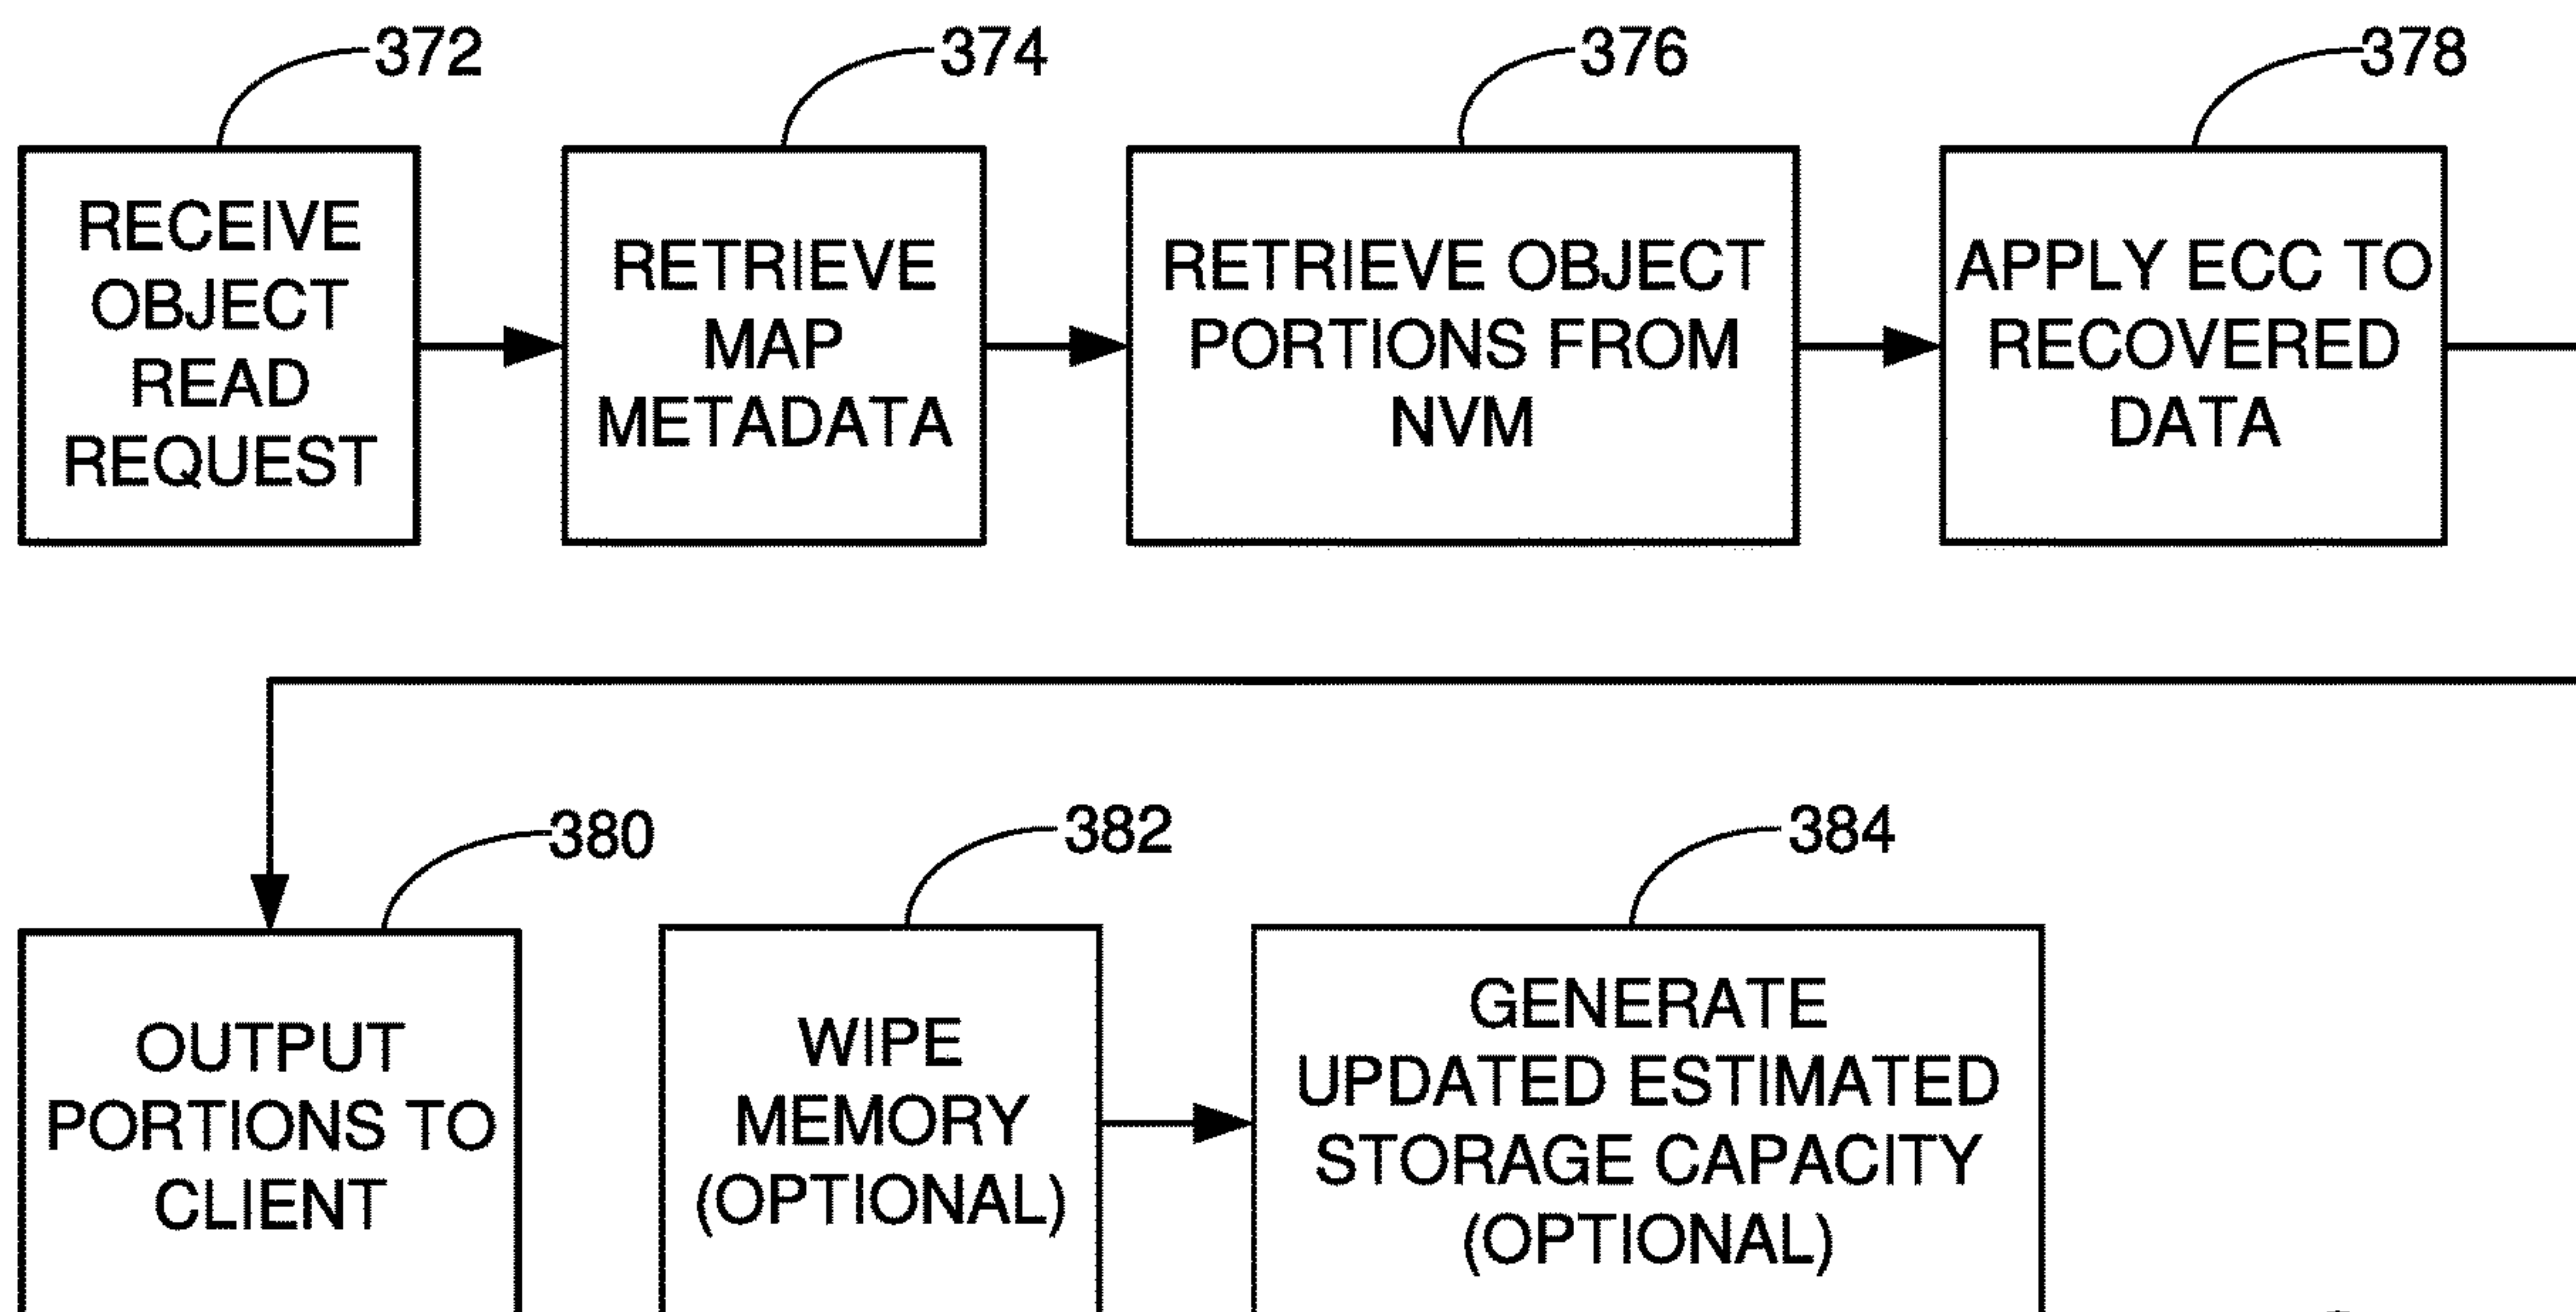 372
374
376
378
RECEIVE
OBJECT
READ
REQUEST
RETRIEVE
MAP
METADATA
RETRIEVE OBJECT
PORTIONS FROM
NVM
APPLY ECC TO
RECOVERED
DATA
380
382
384
OUTPUT
PORTIONS TO
CLIENT
WIPE
MEMORY
(OPTIONAL)
GENERATE
UPDATED ESTIMATED
STORAGE CAPACITY
(OPTIONAL)